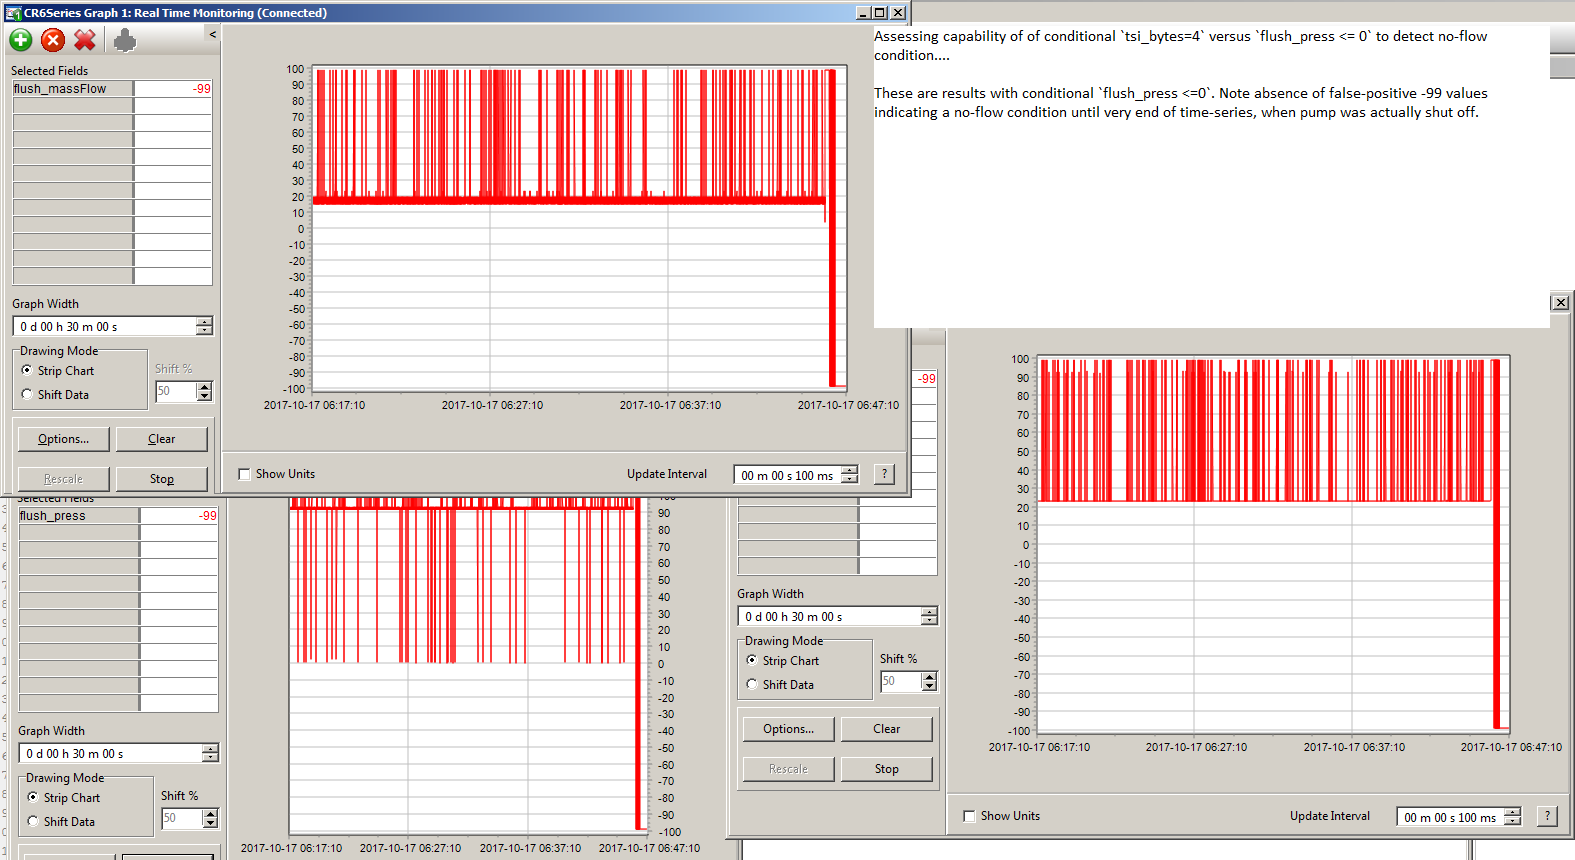 CR6Series Graph 1: Real Time Monitoring (Connected)
<
Selected Fields
flush_massFlow -99
Graph Width
0 d 00 h 30 m 00 s
Drawing Mode
Strip Chart
Shift Data
Shift %
50
Options...
Clear
Rescale
Stop
100
90
80
70
60
50
40
30
20
10
0
-10
-20
-30
-40
-50
-60
-70
-80
-90
-100
2017-10-17 06:17:10
2017-10-17 06:27:10
2017-10-17 06:37:10
2017-10-17 06:47:10
Show Units
Update Interval
00 m 00 s 100 ms
?
Assessing capability of of conditional `tsi_bytes=4` versus `flush_press <= 0` to detect no-flow
condition....
These are results with conditional `flush_press <=0`. Note absence of false-positive -99 values
indicating a no-flow condition until very end of time-series, when pump was actually shut off.
Selected Fields
flush_press -99
Graph Width
0 d 00 h 30 m 00 s
Drawing Mode
Strip Chart
Shift Data
Shift %
50
100
90
80
70
60
50
40
30
20
10
0
-10
-20
-30
-40
-50
-60
-70
-80
-90
-100
2017-10-17 06:17:10
2017-10-17 06:27:10
2017-10-17 06:37:10
2017-10-17 06:47:10
-99
Graph Width
0 d 00 h 30 m 00 s
Drawing Mode
Strip Chart
Shift Data
Shift %
50
Options...
Clear
Rescale
Stop
100
90
80
70
60
50
40
30
20
10
0
-10
-20
-30
-40
-50
-60
-70
-80
-90
-100
2017-10-17 06:17:10
2017-10-17 06:27:10
2017-10-17 06:37:10
2017-10-17 06:47:10
Show Units
Update Interval
00 m 00 s 100 ms
?